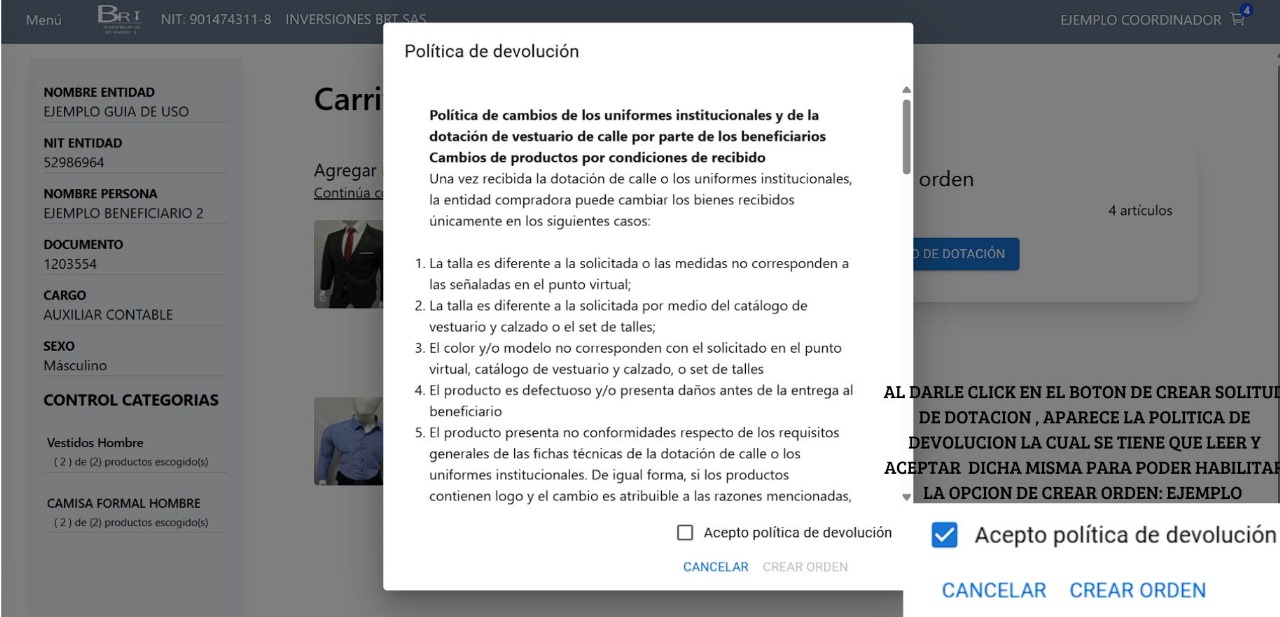 Menú
BRT
NIT: 901474311-8
INVERSIONES BRT SAS
EJEMPLO COORDINADOR
4
NOMBRE ENTIDAD
EJEMPLO GUIA DE USO
NIT ENTIDAD
52986964
NOMBRE PERSONA
EJEMPLO BENEFICIARIO 2
DOCUMENTO
1203554
CARGO
AUXILIAR CONTABLE
SEXO
Másculino
CONTROL CATEGORIAS
Vestidos Hombre
( 2 ) de (2) productos escogido(s)
CAMISA FORMAL HOMBRE
( 2 ) de (2) productos escogido(s)
Carri
Agregar
Continúa co
Política de devolución
Política de cambios de los uniformes institucionales y de la
dotación de vestuario de calle por parte de los beneficiarios
Cambios de productos por condiciones de recibido
Una vez recibida la dotación de calle o los uniformes institucionales,
la entidad compradora puede cambiar los bienes recibidos
únicamente en los siguientes casos:
1. La talla es diferente a la solicitada o las medidas no corresponden a
las señaladas en el punto virtual;
2. La talla es diferente a la solicitada por medio del catálogo de
vestuario y calzado o el set de talles;
3. El color y/o modelo no corresponden con el solicitado en el punto
virtual, catálogo de vestuario y calzado, o set de talles
4. El producto es defectuoso y/o presenta daños antes de la entrega al
beneficiario
5. El producto presenta no conformidades respecto de los requisitos
generales de las fichas técnicas de la dotación de calle o los
uniformes institucionales. De igual forma, si los productos
contienen logo y el cambio es atribuible a las razones mencionadas,
Acepto política de devolución
CANCELAR
CREAR ORDEN
orden
4 artículos
O DE DOTACIÓN
AL DARLE CLICK EN EL BOTON DE CREAR SOLITUD
DE DOTACION , APARECE LA POLITICA DE
DEVOLUCION LA CUAL SE TIENE QUE LEER Y
ACEPTAR DICHA MISMA PARA PODER HABILITAR
LA OPCION DE CREAR ORDEN: EJEMPLO
Acepto política de devolución
CANCELAR
CREAR ORDEN